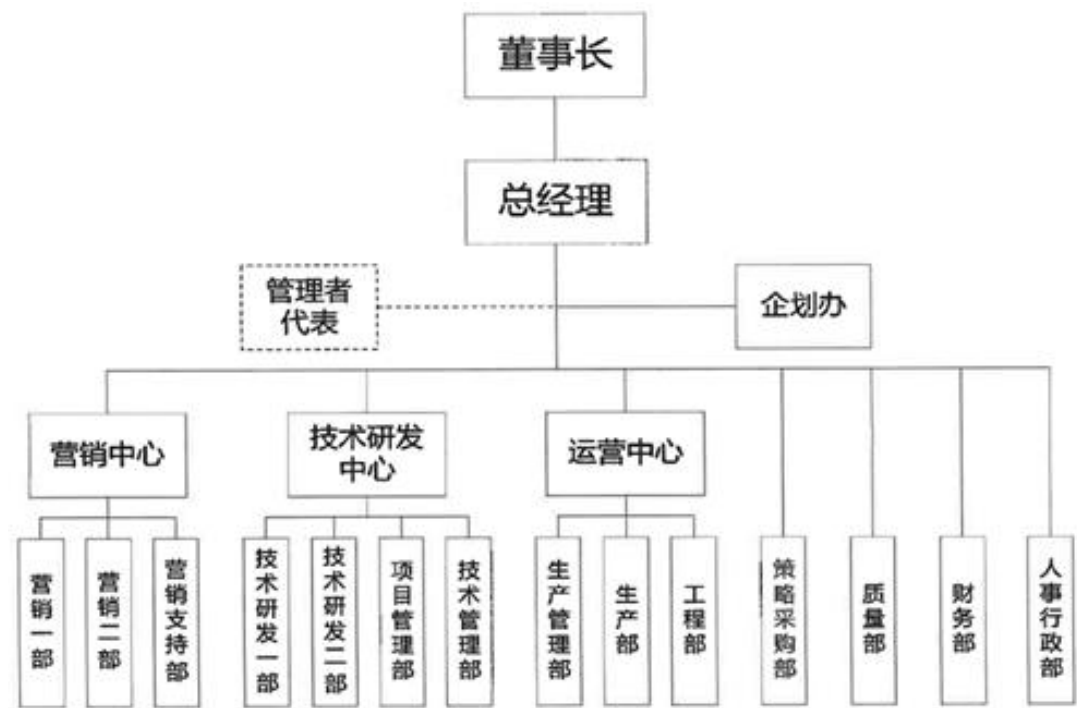 董事长
总经理
管理者
代表
企划办
营销中心
技术研发
中心
运营中心
营销一部
营销二部
营销支持部
技术研发一部
技术研发二部
项目管理部
技术管理部
生产管理部
生产部
工程部
策略采购部
质量部
财务部
人事行政部